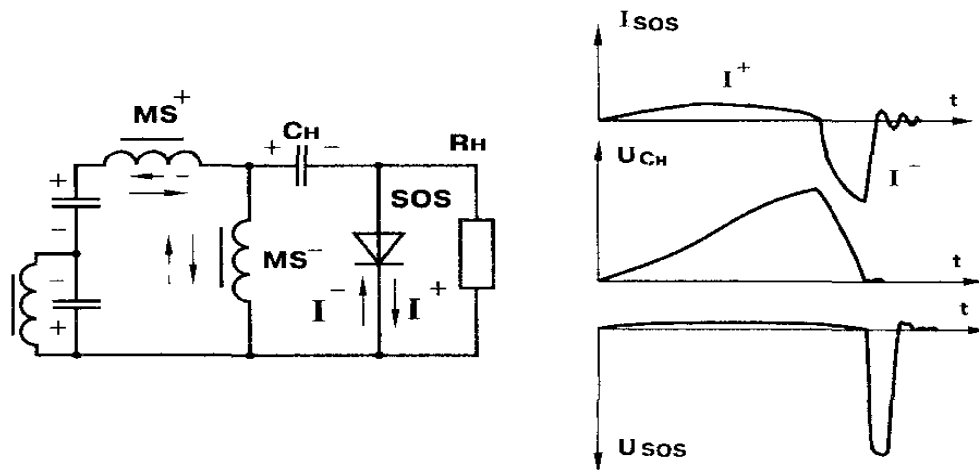 MS+
CH
+ -
RH
+
-
-
+
SOS
MS-
I-
I+
ISOS
I+
t
I-
UCH
t
t
USOS